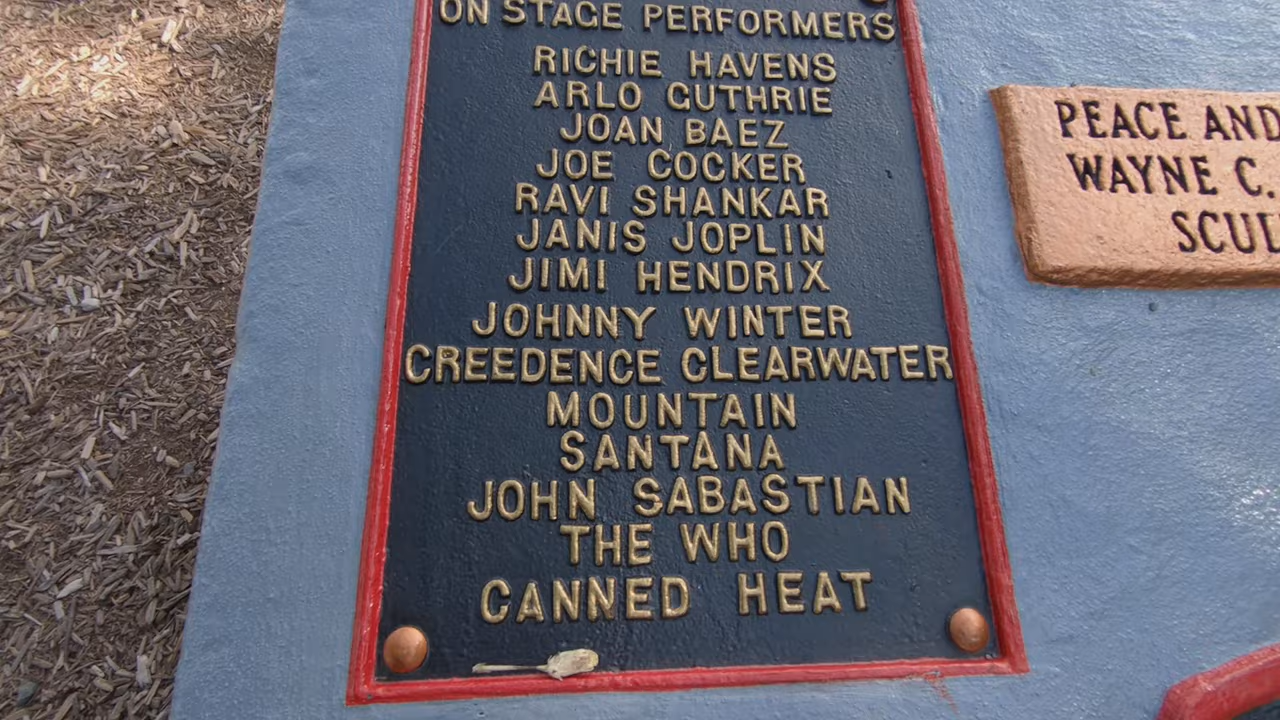 ON STAGE PERFORMERS
RICHIE HAVENS
ARLO GUTHRIE
JOAN BAEZ
JOE COCKER
RAVI SHANKAR
JANIS JOPLIN
JIMI HENDRIX
JOHNNY WINTER
CREEDENCE CLEARWATER
MOUNTAIN
SANTANA
JOHN SABASTIAN
THE WHO
CANNED HEAT
PEACE AND
WAYNE C.